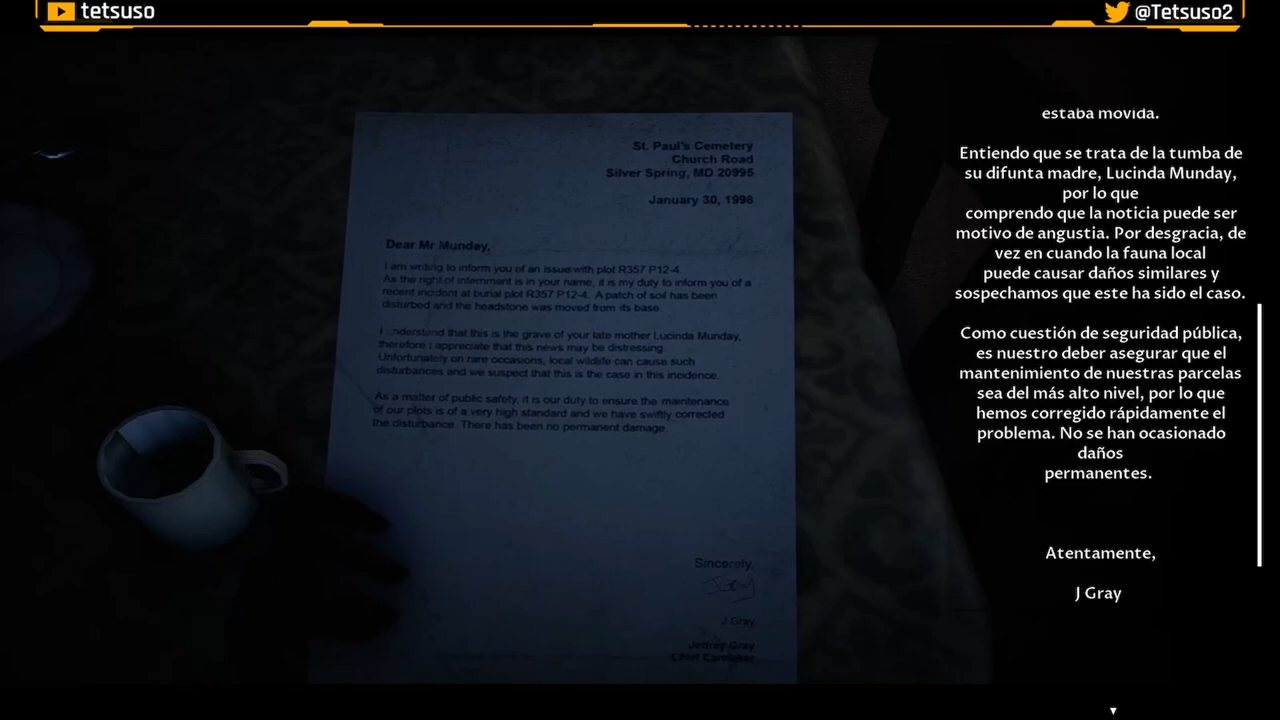 tetsuso
@Tetsuso2
St. Paul's Cemetery
Church Road
Silver Spring, MD 20995
January 30, 1998
Dear Mr Munday,
I am writing to inform you of an issue with plot R357 P12-4.
As the right of internment is in your name, it is my duty to inform you of a
recent incident at burial plot R357 P12-4. A patch of soil has been
disturbed and the headstone was moved from its base.
I understand that this is the grave of your late mother Lucinda Munday,
therefore I appreciate that this news may be distressing.
Unfortunately on rare occasions, local wildlife can cause such
disturbances and we suspect that this is the case in this incidence.
As a matter of public safety, it is our duty to ensure the maintenance
of our plots is of a very high standard and we have swiftly corrected
the disturbance. There has been no permanent damage.
Sincerely,
JGray
J Gray
Jeffrey Gray
Chief Caretaker
estaba movida.
Entiendo que se trata de la tumba de
su difunta madre, Lucinda Munday,
por lo que
comprendo que la noticia puede ser
motivo de angustia. Por desgracia, de
vez en cuando la fauna local
puede causar daños similares y
sospechamos que este ha sido el caso.
Como cuestión de seguridad pública,
es nuestro deber asegurar que el
mantenimiento de nuestras parcelas
sea del más alto nivel, por lo que
hemos corregido rápidamente el
problema. No se han ocasionado
daños
permanentes.
Atentamente,
J Gray